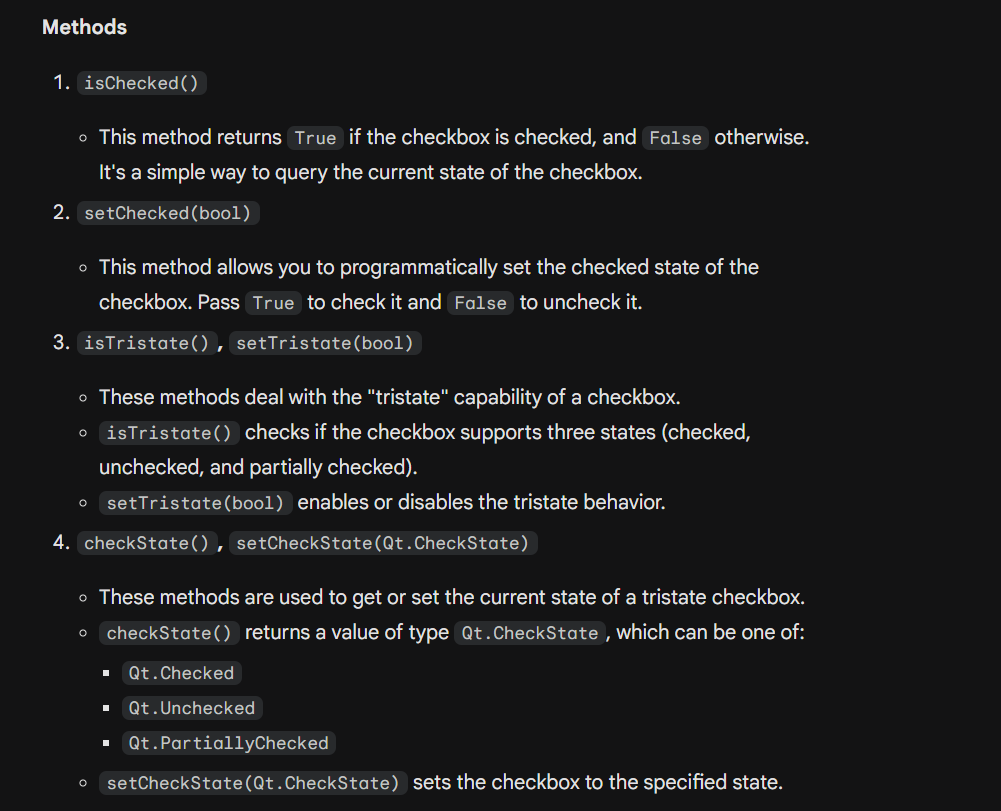 Methods
1. isChecked()
○ This method returns True if the checkbox is checked, and False otherwise.
It's a simple way to query the current state of the checkbox.
2. setChecked(bool)
○ This method allows you to programmatically set the checked state of the
checkbox. Pass True to check it and False to uncheck it.
3. isTristate(), setTristate(bool)
○ These methods deal with the "tristate" capability of a checkbox.
○ isTristate() checks if the checkbox supports three states (checked,
unchecked, and partially checked).
○ setTristate(bool) enables or disables the tristate behavior.
4. checkState(), setCheckState(Qt.CheckState)
○ These methods are used to get or set the current state of a tristate checkbox.
○ checkState() returns a value of type Qt.CheckState, which can be one of:
▪ Qt.Checked
▪ Qt.Unchecked
▪ Qt.PartiallyChecked
○ setCheckState(Qt.CheckState) sets the checkbox to the specified state.